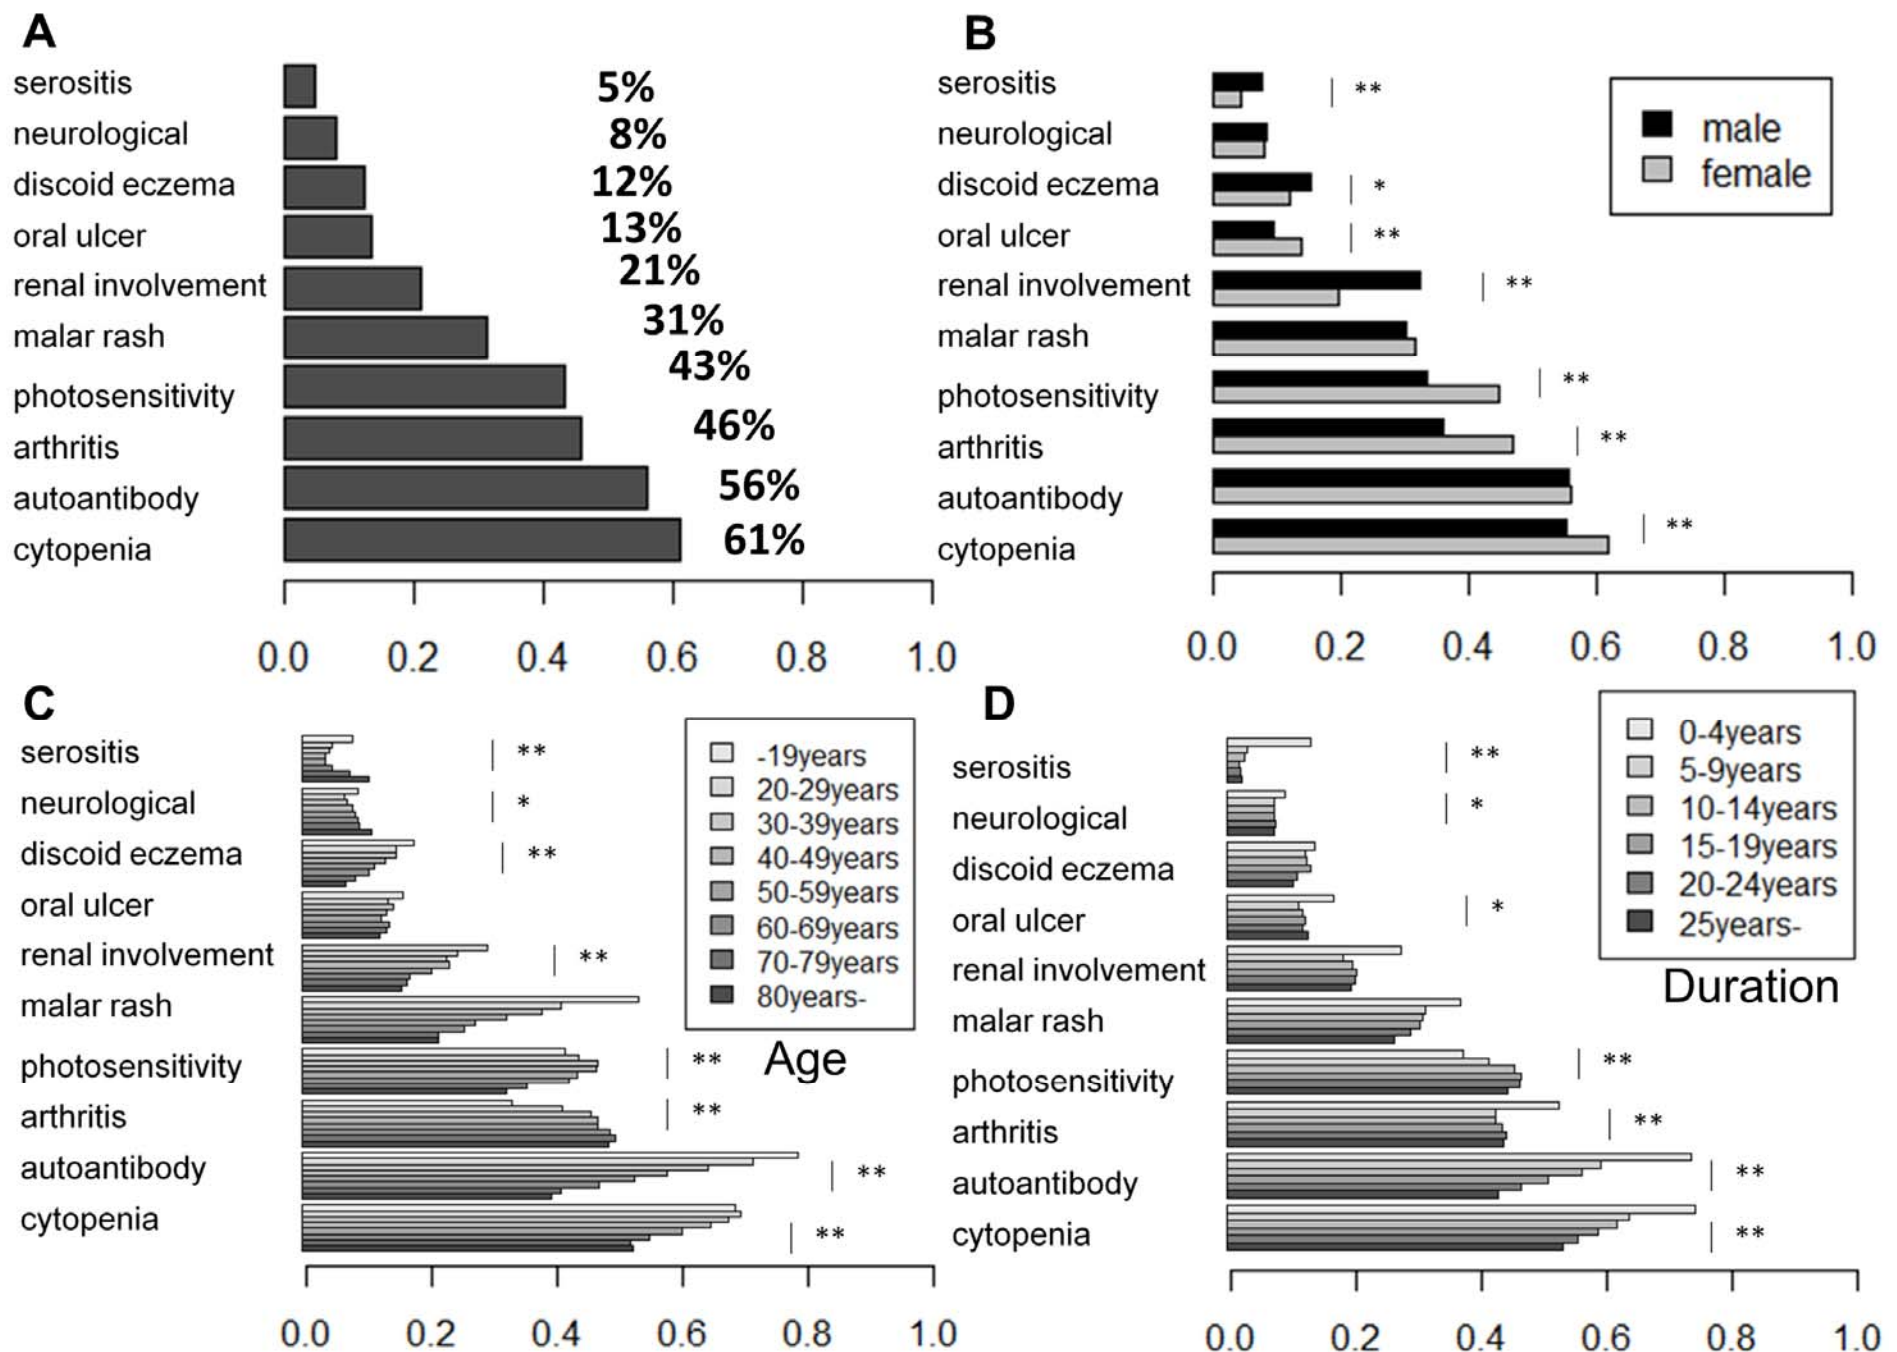 A
serositis 5%
neurological 8%
discoid eczema 12%
oral ulcer 13%
renal involvement 21%
malar rash 31%
photosensitivity 43%
arthritis 46%
autoantibody 56%
cytopenia 61%
0.0 0.2 0.4 0.6 0.8 1.0
B
serositis **
neurological
discoid eczema *
oral ulcer **
renal involvement **
malar rash
photosensitivity **
arthritis **
autoantibody
cytopenia **
male
female
0.0 0.2 0.4 0.6 0.8 1.0
C
serositis **
neurological *
discoid eczema **
oral ulcer
renal involvement **
malar rash
photosensitivity **
arthritis **
autoantibody **
cytopenia **
-19years
20-29years
30-39years
40-49years
50-59years
60-69years
70-79years
80years-
Age
0.0 0.2 0.4 0.6 0.8 1.0
D
serositis **
neurological *
discoid eczema
oral ulcer *
renal involvement
malar rash
photosensitivity **
arthritis **
autoantibody **
cytopenia **
0-4years
5-9years
10-14years
15-19years
20-24years
25years-
Duration
0.0 0.2 0.4 0.6 0.8 1.0